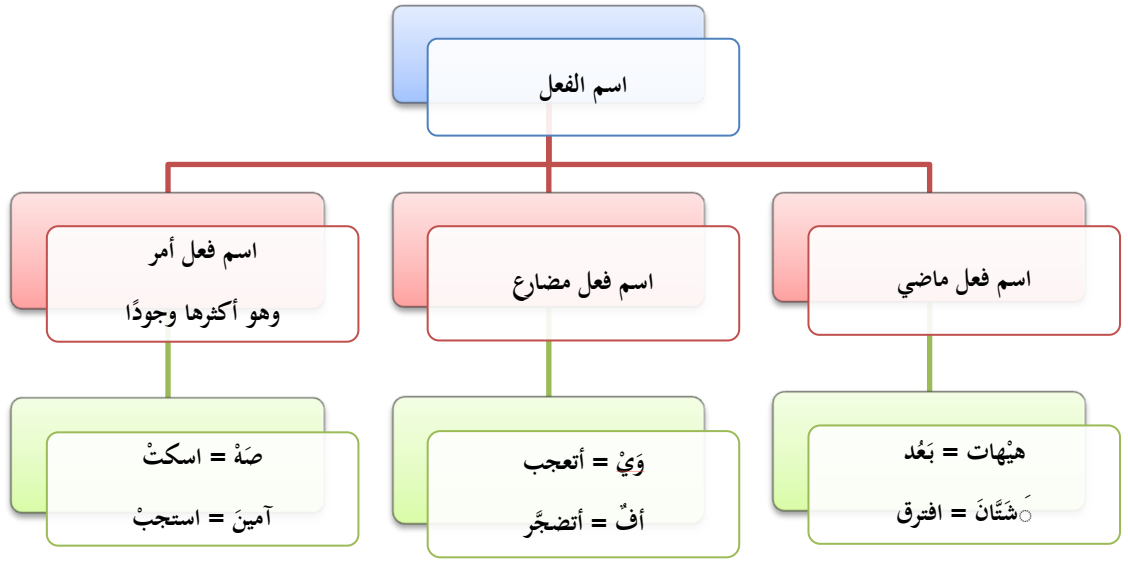 اسم الفعل
اسم فعل ماضي
اسم فعل مضارع
اسم فعل أمر
وهو أكثرها وجودًا
هيْهات = بَعُد
َشَتَّانَ = افترق
وَيْ = أتعجب
أفٌ = أتضجَّر
صَهْ = اسكتْ
آمينَ = استجبْ